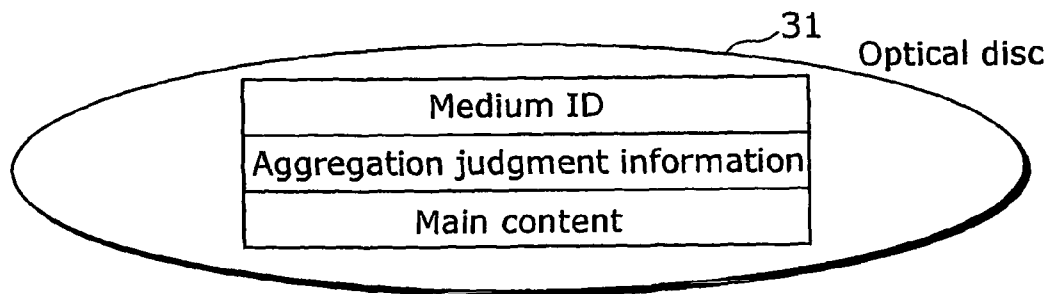 31
Optical disc
Medium ID
Aggregation judgment information
Main content